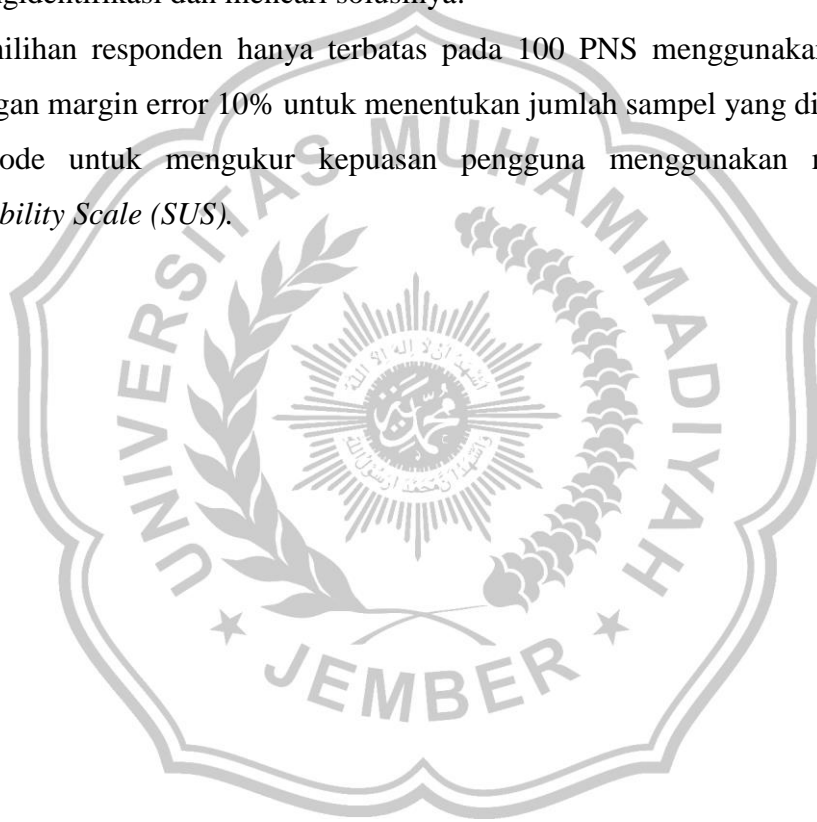 ngidentifikasi dan mencari solusinya.
nilihan responden hanya terbatas pada 100 PNS menggunakan
gan margin error 10% untuk menentukan jumlah sampel yang di
ode untuk mengukur kepuasan pengguna menggunakan
bility Scale (SUS).
UNIVERSITAS MUHAMMADIYAH
JEMBER